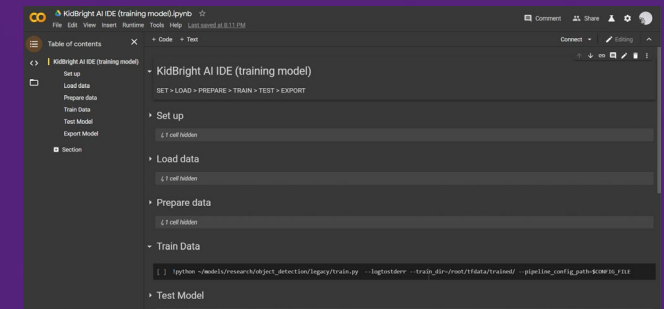 KidBright AI IDE (training model).ipynb
File Edit View Insert Runtime Tools Help Last saved at 8:11 PM
Comment Share
+ Code + Text
Connect Editing
Table of contents
KidBright AI IDE (training model)
Set up
Load data
Prepare data
Train Data
Test Model
Export Model
Section
KidBright AI IDE (training model)
SET > LOAD > PREPARE > TRAIN > TEST > EXPORT
Set up
↳ 1 cell hidden
Load data
↳ 1 cell hidden
Prepare data
↳ 1 cell hidden
Train Data
[ ] !python ~/models/research/object_detection/legacy/train.py --logtostderr --train_dir=/root/tfdata/trained/ --pipeline_config_path=$CONFIG_FILE
Test Model